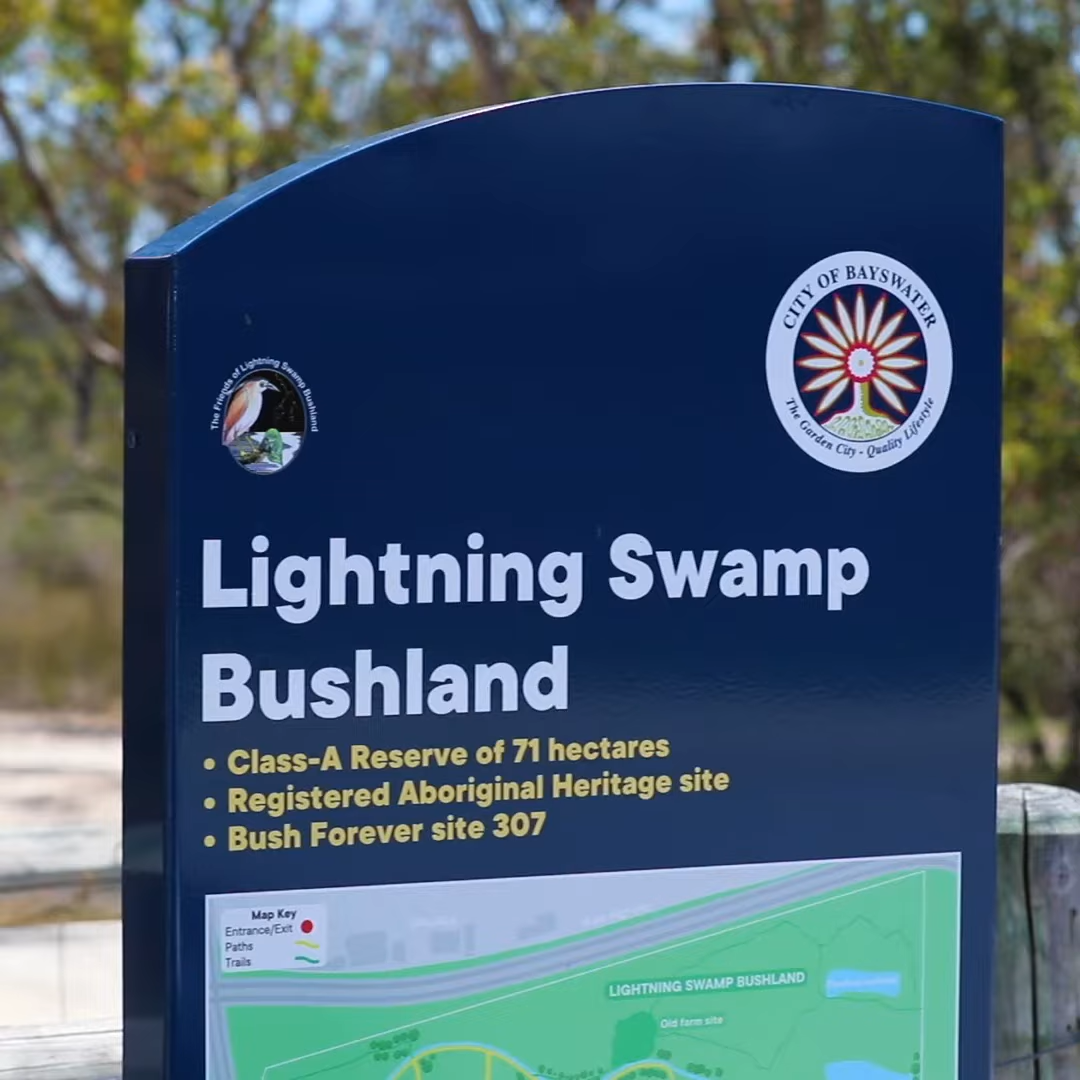 CITY OF BAYSWATER
The Garden City - Quality Lifestyle
The Friends of Lightning Swamp Bushland
Lightning Swamp
Bushland
• Class-A Reserve of 71 hectares
• Registered Aboriginal Heritage site
• Bush Forever site 307
Map Key
Entrance/Exit
Paths
Trails
LIGHTNING SWAMP BUSHLAND
Old farm site